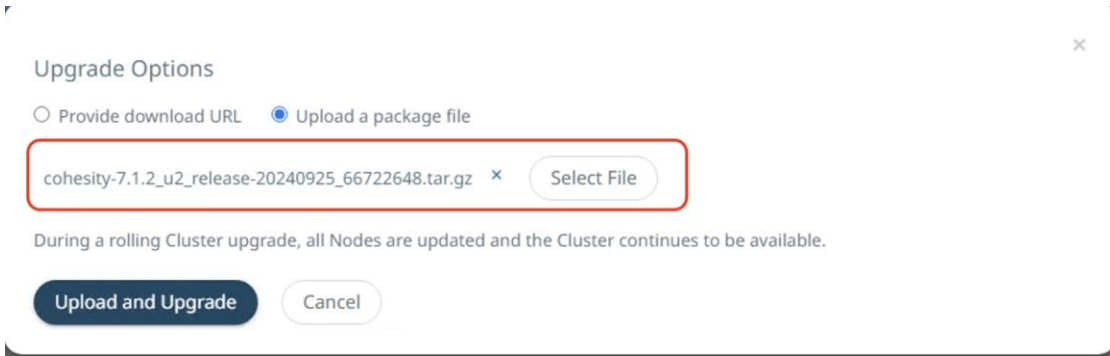 Upgrade Options
Provide download URL Upload a package file
cohesity-7.1.2_u2_release-20240925_66722648.tar.gz × Select File
During a rolling Cluster upgrade, all Nodes are updated and the Cluster continues to be available.
Upload and Upgrade Cancel